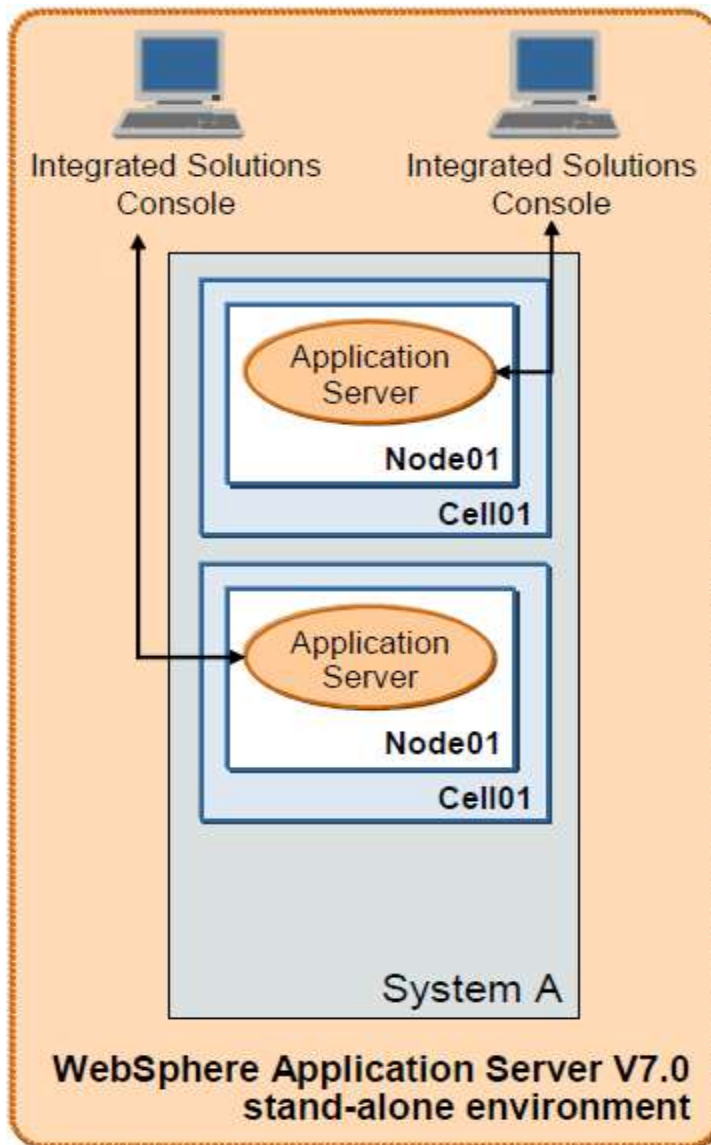 Integrated Solutions
Console
Integrated Solutions
Console
Application
Server
Node01
Cell01
Application
Server
Node01
Cell01
System A
WebSphere Application Server V7.0
stand-alone environment